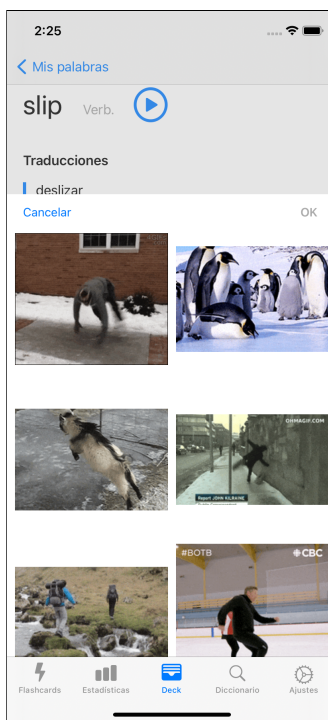 2:25
Mis palabras
slip Verb.
Traducciones
deslizar
Cancelar OK
OHMAGIF.COM
Report JOHN KILRAINE
#BOTB CBC
Flashcards Estadísticas Deck Diccionario Ajustes